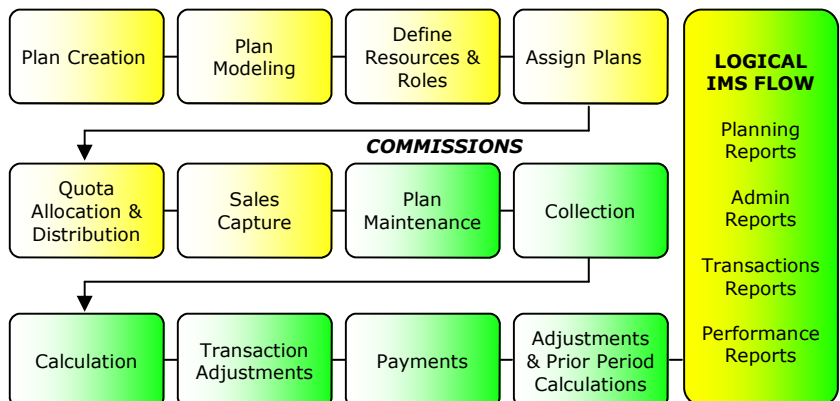 Plan Creation
Plan
Modeling
Define
Resources &
Roles
Assign Plans
COMMISSIONS
Quota
Allocation &
Distribution
Sales
Capture
Plan
Maintenance
Collection
Calculation
Transaction
Adjustments
Payments
Adjustments
& Prior Period
Calculations
LOGICAL
IMS FLOW
Planning
Reports
Admin
Reports
Transactions
Reports
Performance
Reports